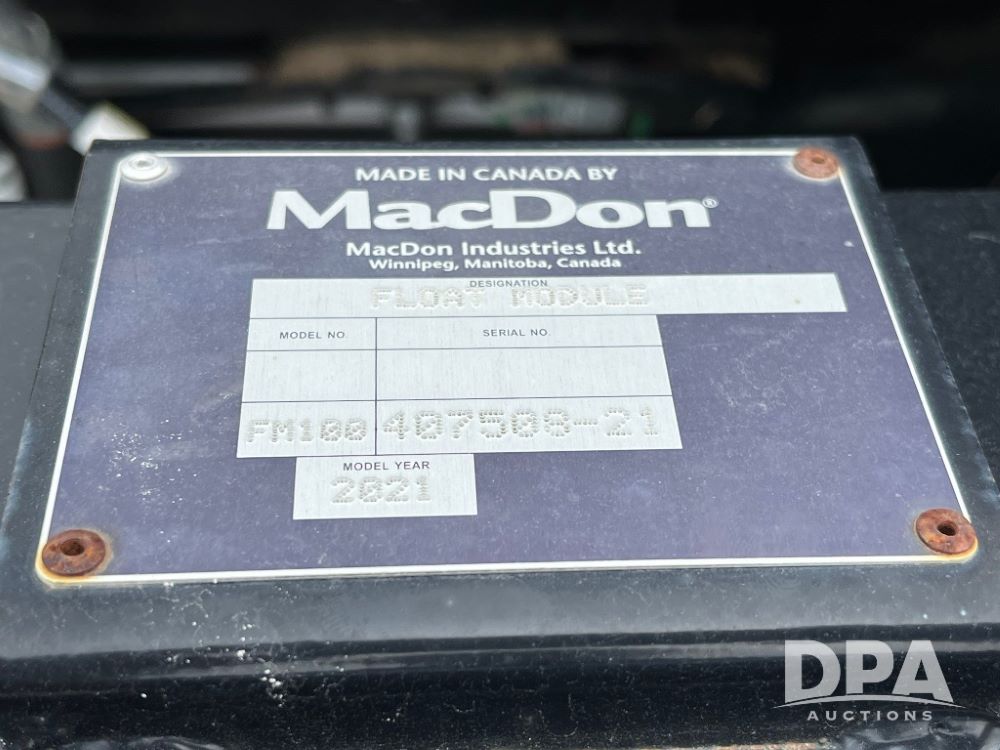 MADE IN CANADA BY
MacDon®
MacDon Industries Ltd.
Winnipeg, Manitoba, Canada
DESIGNATION
FLOAT MODULE
MODEL NO. SERIAL NO.
FM100 407508-21
MODEL YEAR
2021
DPA
AUCTIONS